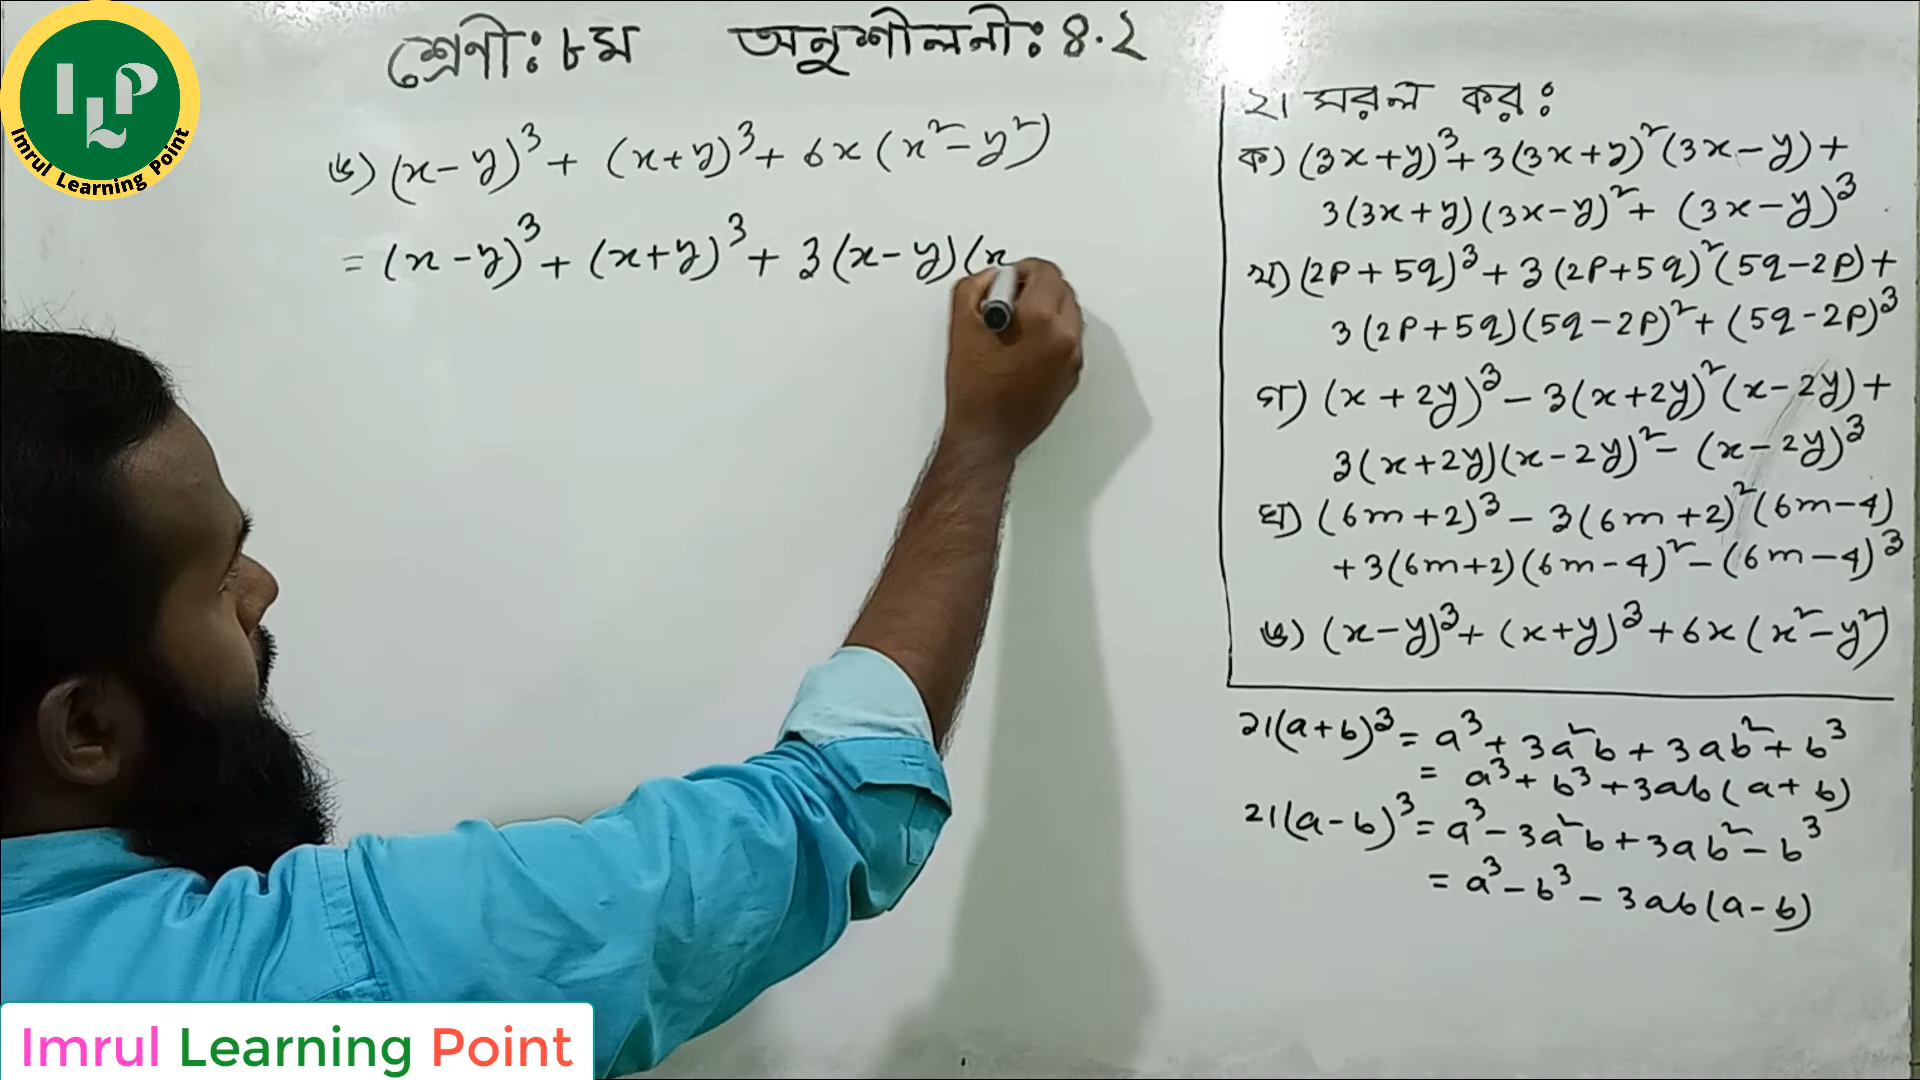 ILP
Imrul Learning Point
শ্রেণী: ৮ম অনুশীলনী: ৪.২
ঙ) (x-y)³ + (x+y)³ + 6x(x²-y²)
= (x-y)³ + (x+y)³ + 3(x-y)(x
২। সরল কর:
ক) (3x+y)³ + 3(3x+y)²(3x-y) +
3(3x+y)(3x-y)² + (3x-y)³
খ) (2p+5q)³ + 3(2p+5q)²(5q-2p) +
3(2p+5q)(5q-2p)² + (5q-2p)³
গ) (x+2y)³ - 3(x+2y)²(x-2y) +
3(x+2y)(x-2y)² - (x-2y)³
ঘ) (6m+2)³ - 3(6m+2)²(6m-4)
+ 3(6m+2)(6m-4)² - (6m-4)³
ঙ) (x-y)³ + (x+y)³ + 6x(x²-y²)
১। (a+b)³ = a³ + 3a²b + 3ab² + b³
= a³ + b³ + 3ab(a+b)
২। (a-b)³ = a³ - 3a²b + 3ab² - b³
= a³ - b³ - 3ab(a-b)
Imrul Learning Point